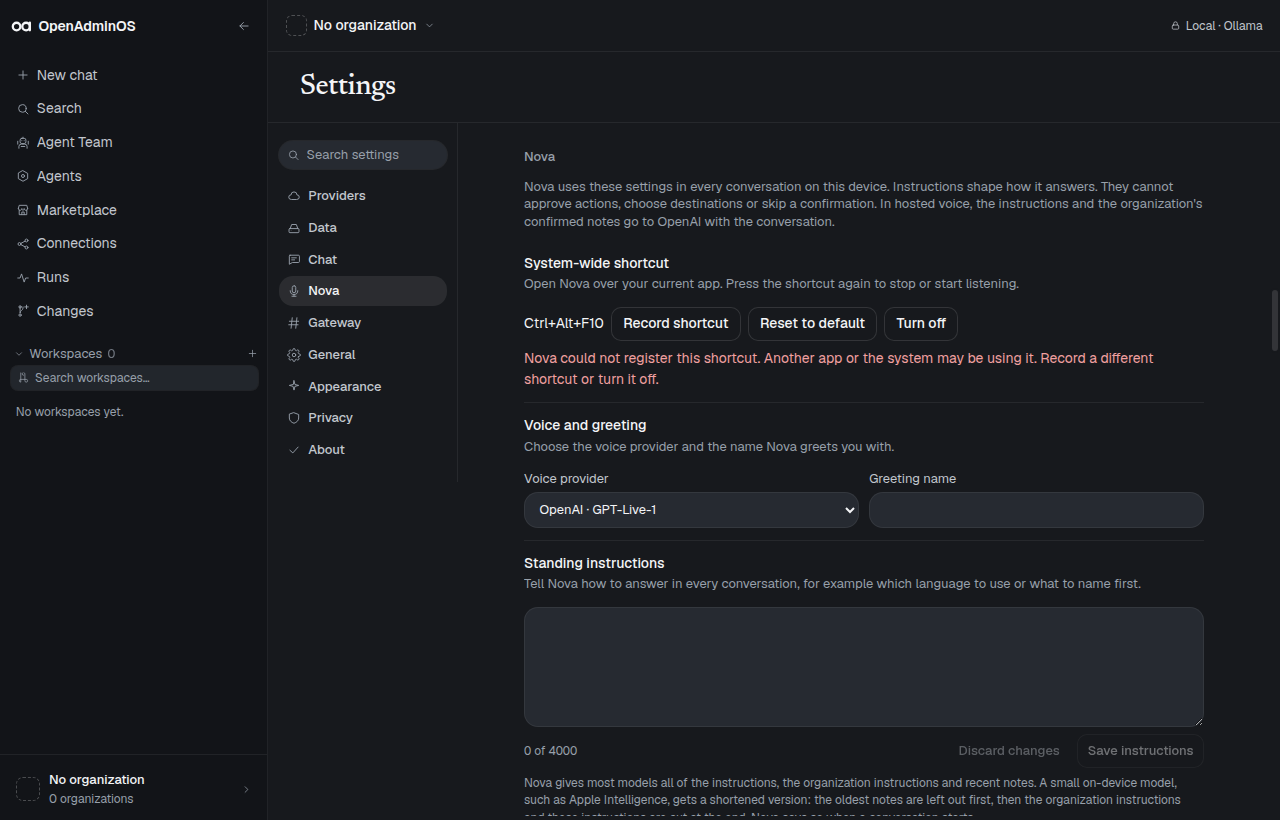 OpenAdminOS
No organization
Local · Ollama
New chat
Search
Agent Team
Agents
Marketplace
Connections
Runs
Changes
Workspaces 0
Search workspaces…
No workspaces yet.
No organization
0 organizations
Settings
Search settings
Providers
Data
Chat
Nova
Gateway
General
Appearance
Privacy
About
Nova
Nova uses these settings in every conversation on this device. Instructions shape how it answers. They cannot
approve actions, choose destinations or skip a confirmation. In hosted voice, the instructions and the organization's
confirmed notes go to OpenAI with the conversation.
System-wide shortcut
Open Nova over your current app. Press the shortcut again to stop or start listening.
Ctrl+Alt+F10 Record shortcut Reset to default Turn off
Nova could not register this shortcut. Another app or the system may be using it. Record a different
shortcut or turn it off.
Voice and greeting
Choose the voice provider and the name Nova greets you with.
Voice provider Greeting name
OpenAI · GPT-Live-1
Standing instructions
Tell Nova how to answer in every conversation, for example which language to use or what to name first.
0 of 4000 Discard changes Save instructions
Nova gives most models all of the instructions, the organization instructions and recent notes. A small on-device model,
such as Apple Intelligence, gets a shortened version: the oldest notes are left out first, then the organization instructions